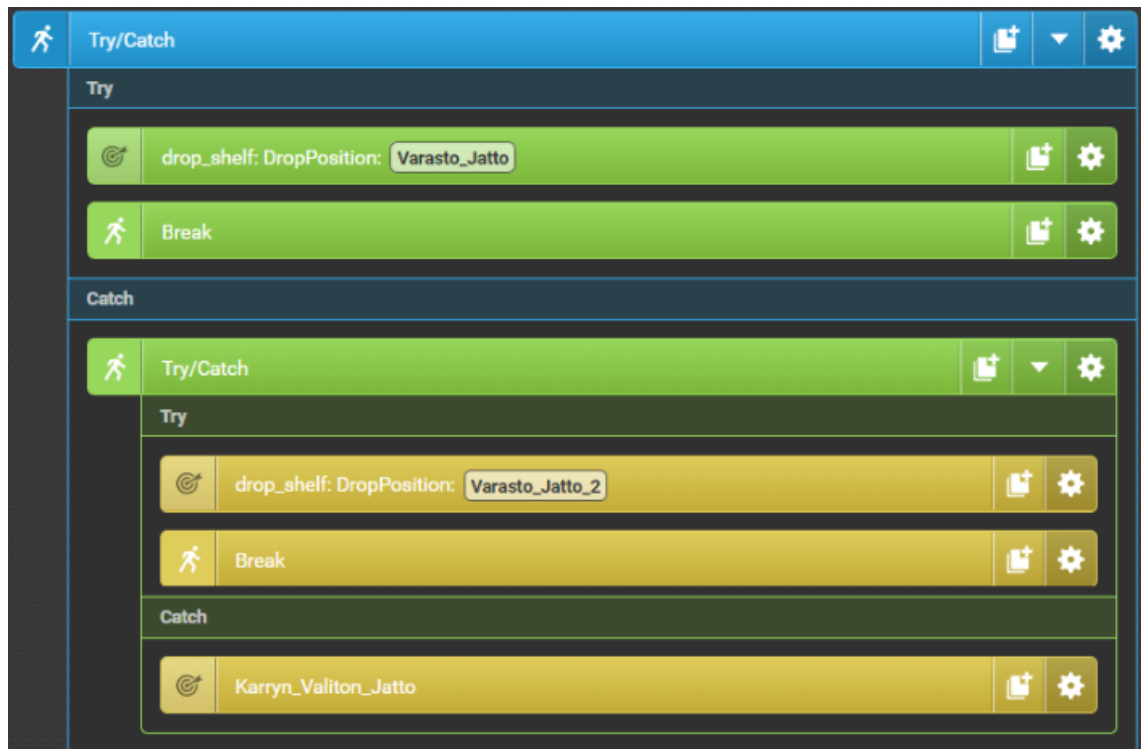 Try/Catch
Try
drop_shelf: DropPosition: Varasto_Jatto
Break
Catch
Try/Catch
Try
drop_shelf: DropPosition: Varasto_Jatto_2
Break
Catch
Karryn_Valiton_Jatto